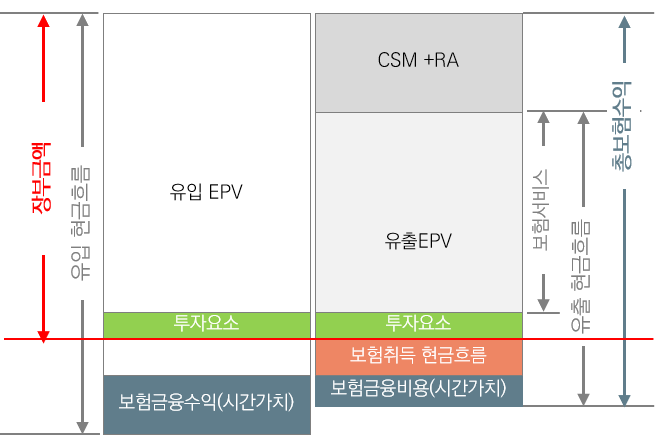 장부금액
유입 현금흐름
유입 EPV
투자요소
보험금융수익(시간가치)
CSM +RA
유출EPV
투자요소
보험취득 현금흐름
보험금융비용(시간가치)
보험서비스
유출 현금흐름
총보험수익